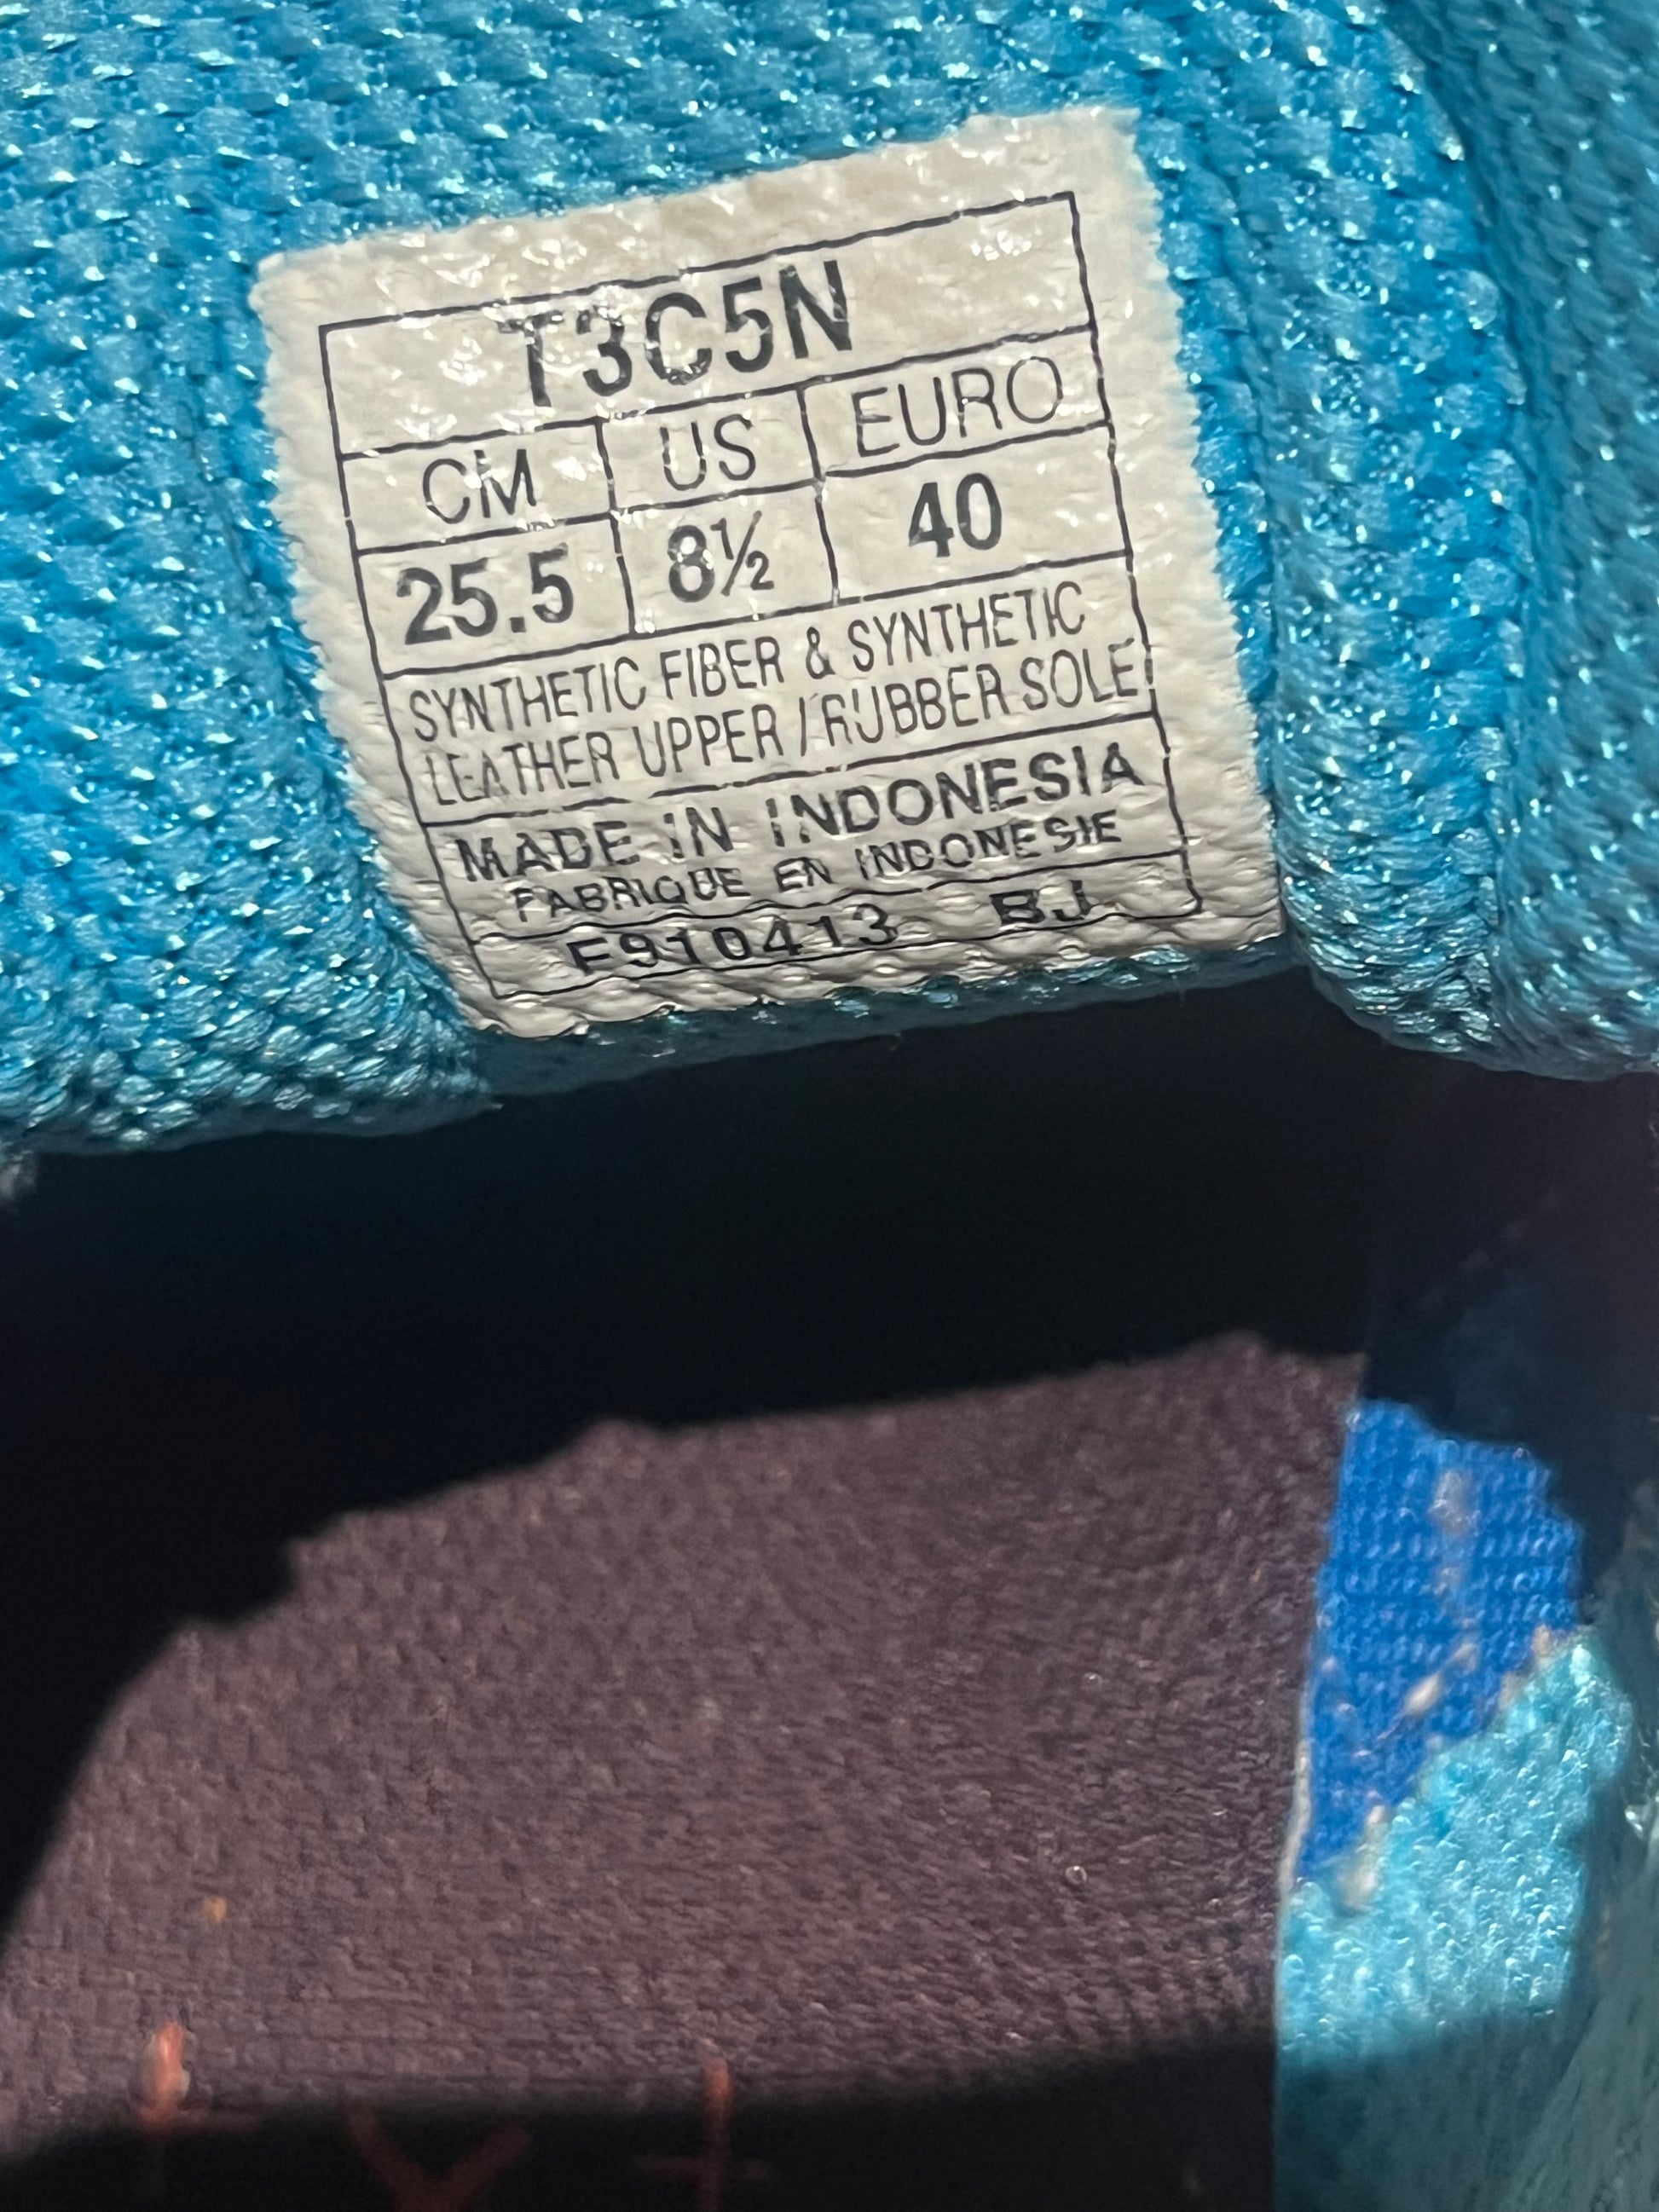 T3C5N
CM US EURO
25.5 8½ 40
SYNTHETIC FIBER & SYNTHETIC
LEATHER UPPER / RUBBER SOLE
MADE IN INDONESIA
FABRIQUE EN INDONESIE
F910413 BJ